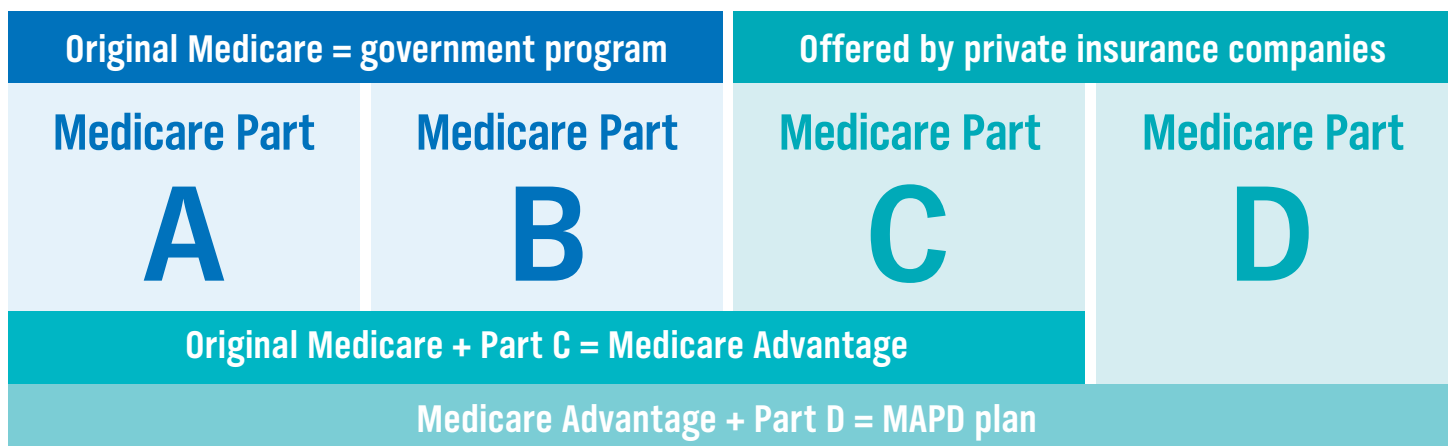 Original Medicare = government program
Offered by private insurance companies
Medicare Part
A
Medicare Part
B
Medicare Part
C
Medicare Part
D
Original Medicare + Part C = Medicare Advantage
Medicare Advantage + Part D = MAPD plan